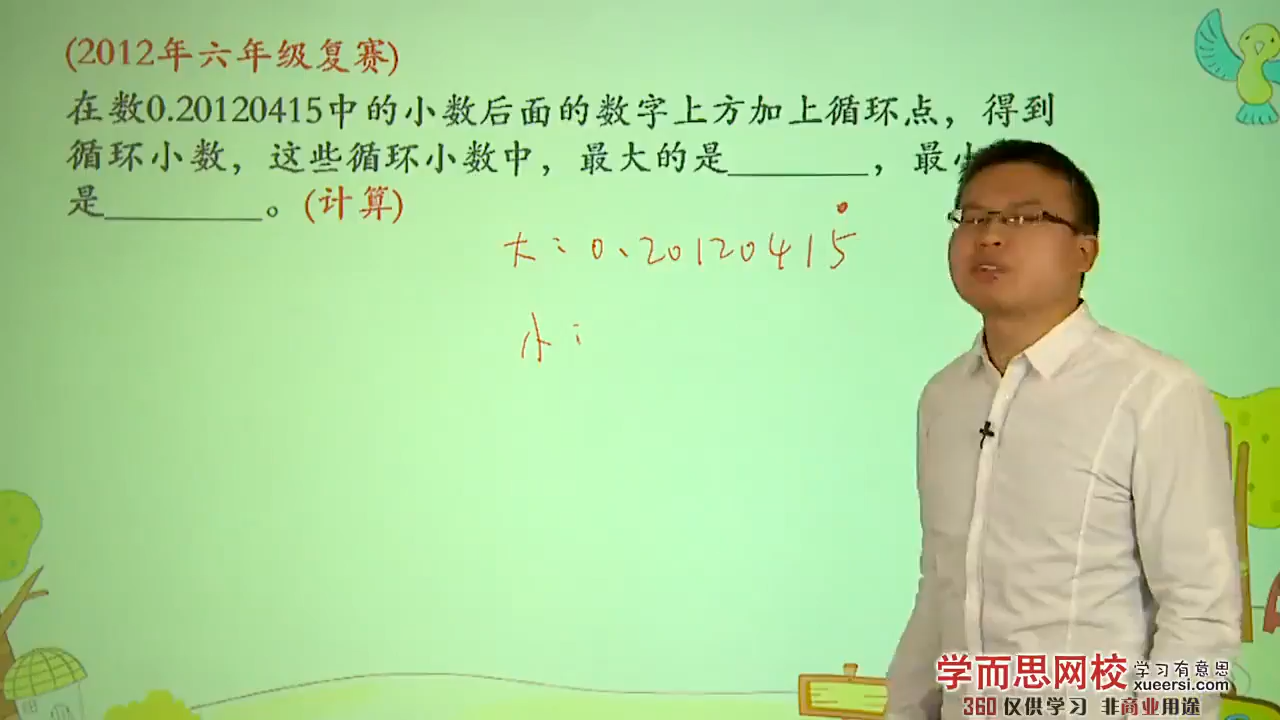 (2012年六年级复赛)
在数0.20120415中的小数后面的数字上方加上循环点，得到
循环小数，这些循环小数中，最大的是________，最小
是_________。(计算)
大：0.20120415̇
小：
学而思网校 学习有意思
xueersi.com
360 仅供学习 非商业用途